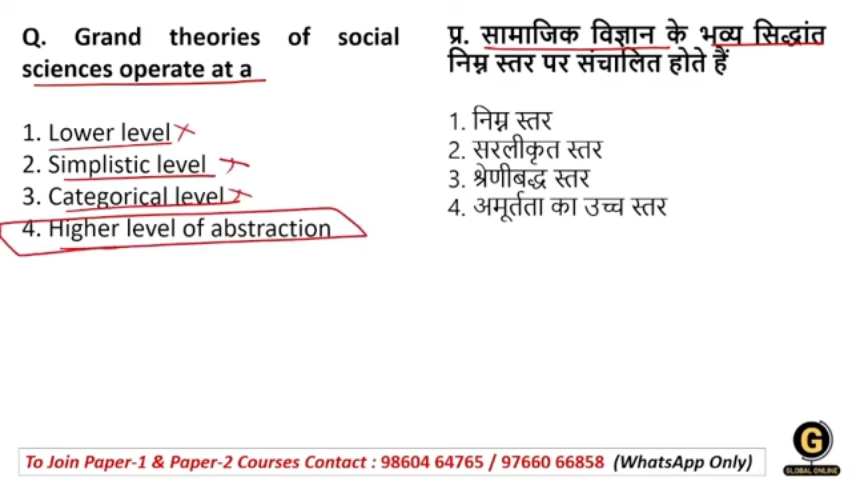 Q. Grand theories of social
sciences operate at a
1. Lower level
2. Simplistic level
3. Categorical level
4. Higher level of abstraction
प्र. सामाजिक विज्ञान के भव्य सिद्धांत
निम्न स्तर पर संचालित होते हैं
1. निम्न स्तर
2. सरलीकृत स्तर
3. श्रेणीबद्ध स्तर
4. अमूर्तता का उच्च स्तर
To Join Paper-1 & Paper-2 Courses Contact : 98604 64765 / 97660 66858 (WhatsApp Only)
G
GLOBAL ONLINE